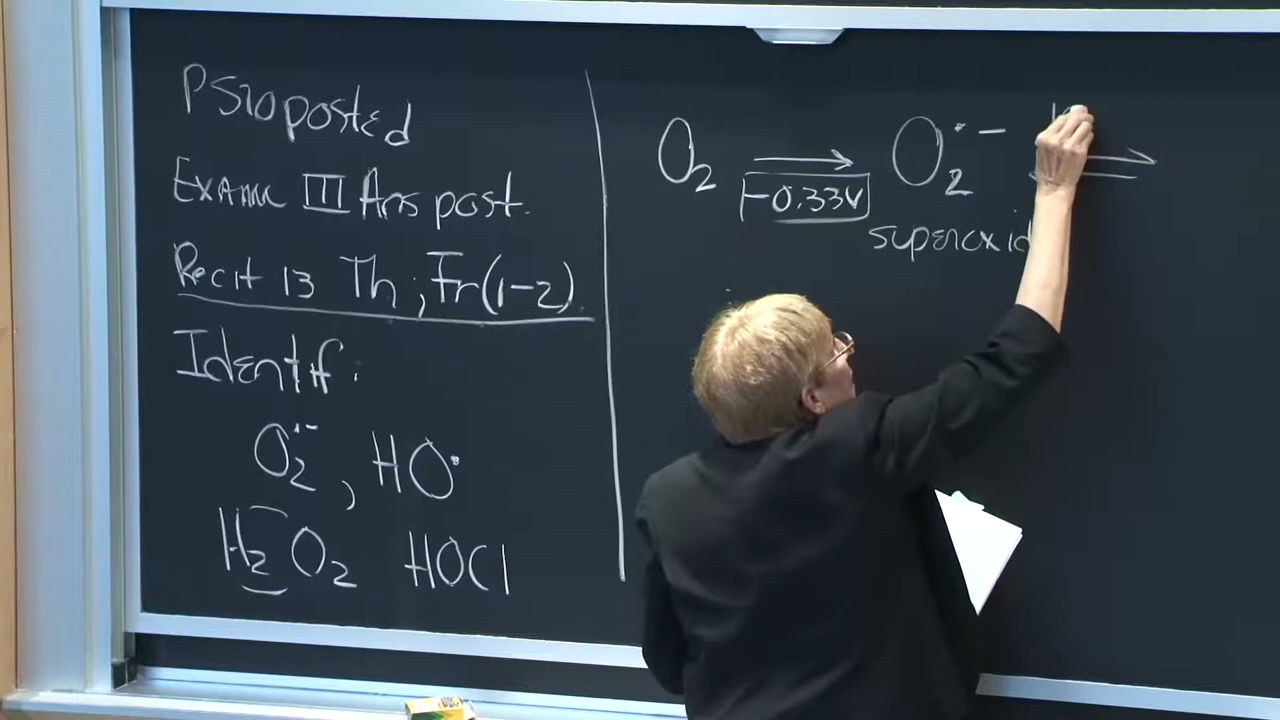 PS10 posted
Exam III Ans post.
Recit 13 Th; Fr (1-2)
Identif:
O2•-, HO•
H2O2 HOCl
O2 → O2•- ⇌
-0.33V
superoxid